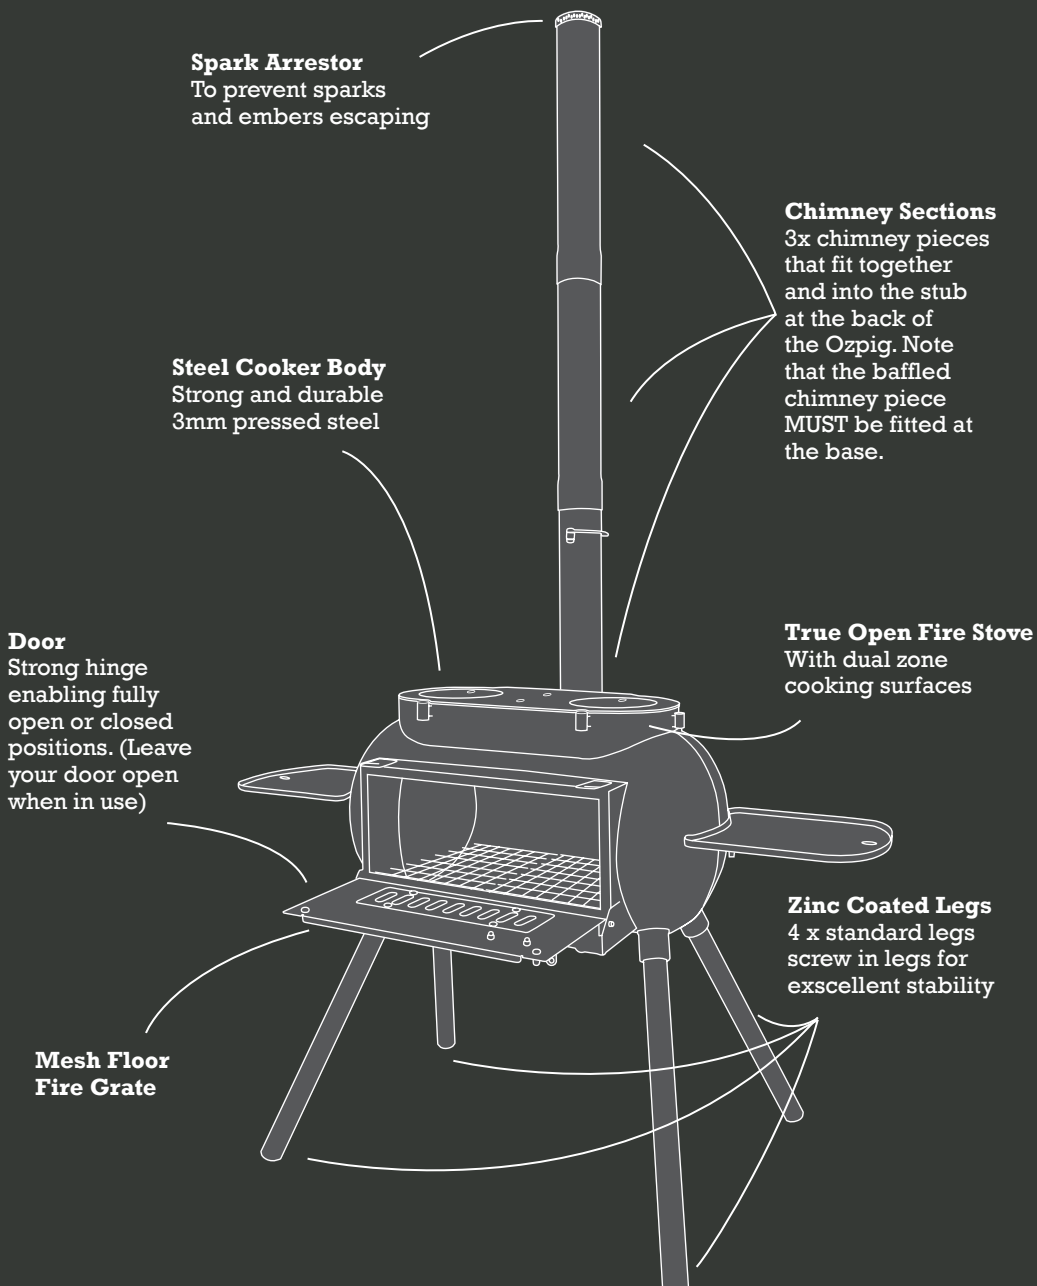 Spark Arrestor
To prevent sparks
and embers escaping
Chimney Sections
3x chimney pieces
that fit together
and into the stub
at the back of
the Ozpig. Note
that the baffled
chimney piece
MUST be fitted at
the base.
Steel Cooker Body
Strong and durable
3mm pressed steel
Door
Strong hinge
enabling fully
open or closed
positions. (Leave
your door open
when in use)
True Open Fire Stove
With dual zone
cooking surfaces
Zinc Coated Legs
4 x standard legs
screw in legs for
exscellent stability
Mesh Floor
Fire Grate